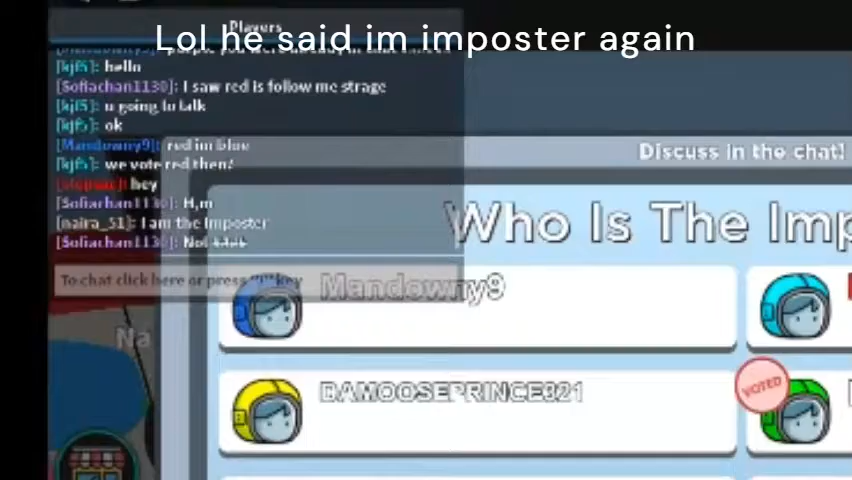 Players
Lol he said im imposter again
[kjf5]: hello
[Sofiachan1130]: I saw red is follow me strage
[kjf5]: u going to talk
[kjf5]: ok
[Mandowny9]: red im blue
[kjf5]: we vote red then?
hey
[Sofiachan1130]: H,m
[naira_51]: I am the Imposter
[Sofiachan1130]: Not ####
To chat click here or press key
Discuss in the chat!
Who Is The Imp
Mandowny9
DAMOOSEPRINCE321
VOTED
Na